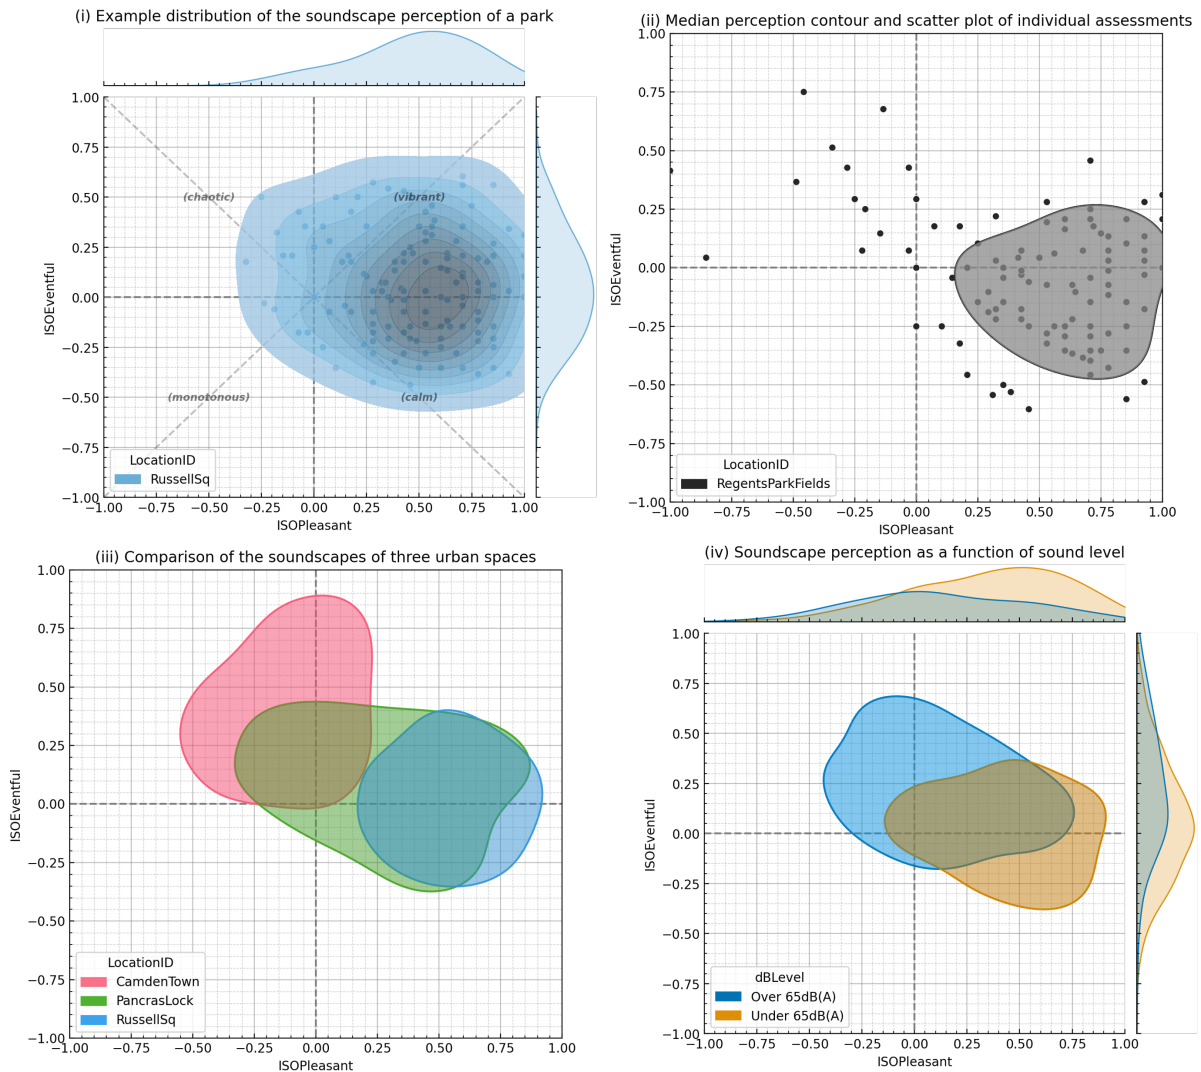 (i) Example distribution of the soundscape perception of a park
1.00
0.75
0.50
0.25
0.00
−0.25
−0.50
−0.75
−1.00
ISOEventful
(chaotic)
(vibrant)
(monotonous)
(calm)
LocationID
RussellSq
−1.00 −0.75 −0.50 −0.25 0.00 0.25 0.50 0.75 1.00
ISOPleasant
(ii) Median perception contour and scatter plot of individual assessments
1.00
0.75
0.50
0.25
0.00
−0.25
−0.50
−0.75
−1.00
ISOEventful
LocationID
RegentsParkFields
−1.00 −0.75 −0.50 −0.25 0.00 0.25 0.50 0.75 1.00
ISOPleasant
(iii) Comparison of the soundscapes of three urban spaces
1.00
0.75
0.50
0.25
0.00
−0.25
−0.50
−0.75
−1.00
ISOEventful
LocationID
CamdenTown
PancrasLock
RussellSq
−1.00 −0.75 −0.50 −0.25 0.00 0.25 0.50 0.75 1.00
ISOPleasant
(iv) Soundscape perception as a function of sound level
1.00
0.75
0.50
0.25
0.00
−0.25
−0.50
−0.75
−1.00
ISOEventful
dBLevel
Over 65dB(A)
Under 65dB(A)
−1.00 −0.75 −0.50 −0.25 0.00 0.25 0.50 0.75 1.00
ISOPleasant